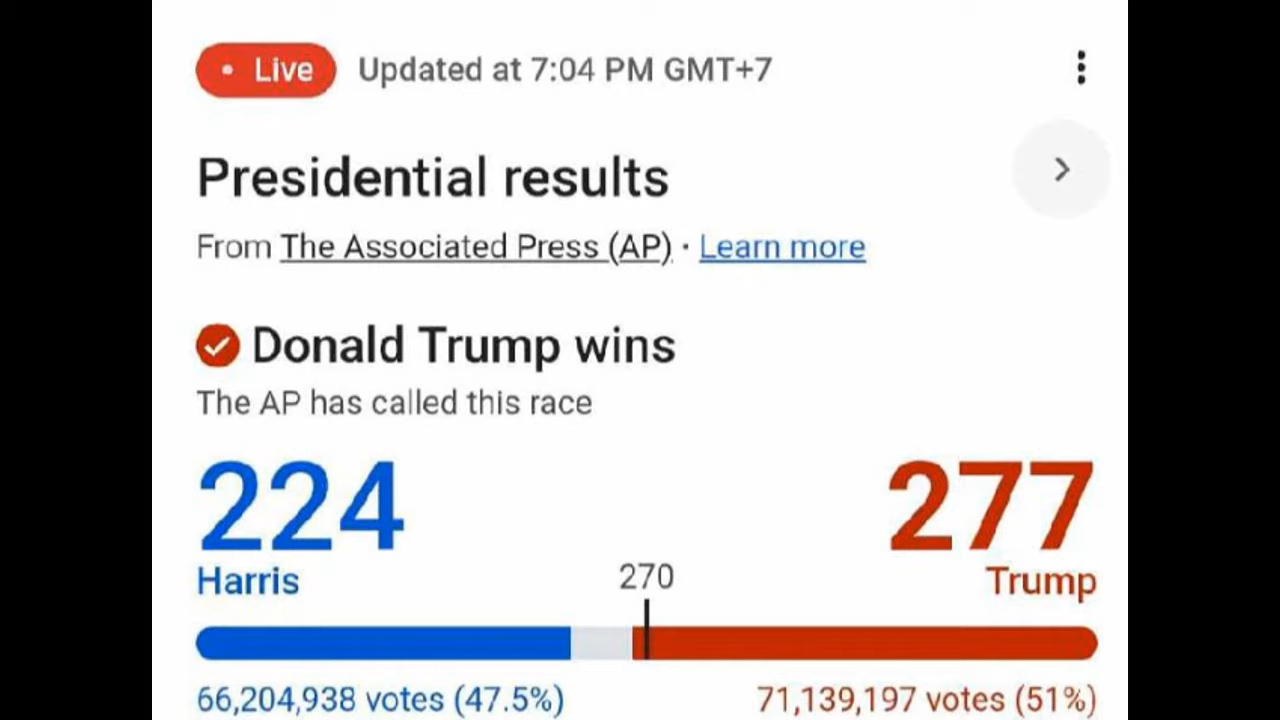 • Live Updated at 7:04 PM GMT+7
Presidential results
From The Associated Press (AP) · Learn more
Donald Trump wins
The AP has called this race
224 277
Harris 270 Trump
66,204,938 votes (47.5%) 71,139,197 votes (51%)